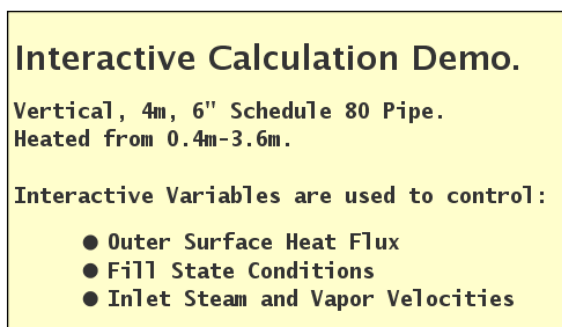 Interactive Calculation Demo.
Vertical, 4m, 6" Schedule 80 Pipe.
Heated from 0.4m-3.6m.
Interactive Variables are used to control:
● Outer Surface Heat Flux
● Fill State Conditions
● Inlet Steam and Vapor Velocities